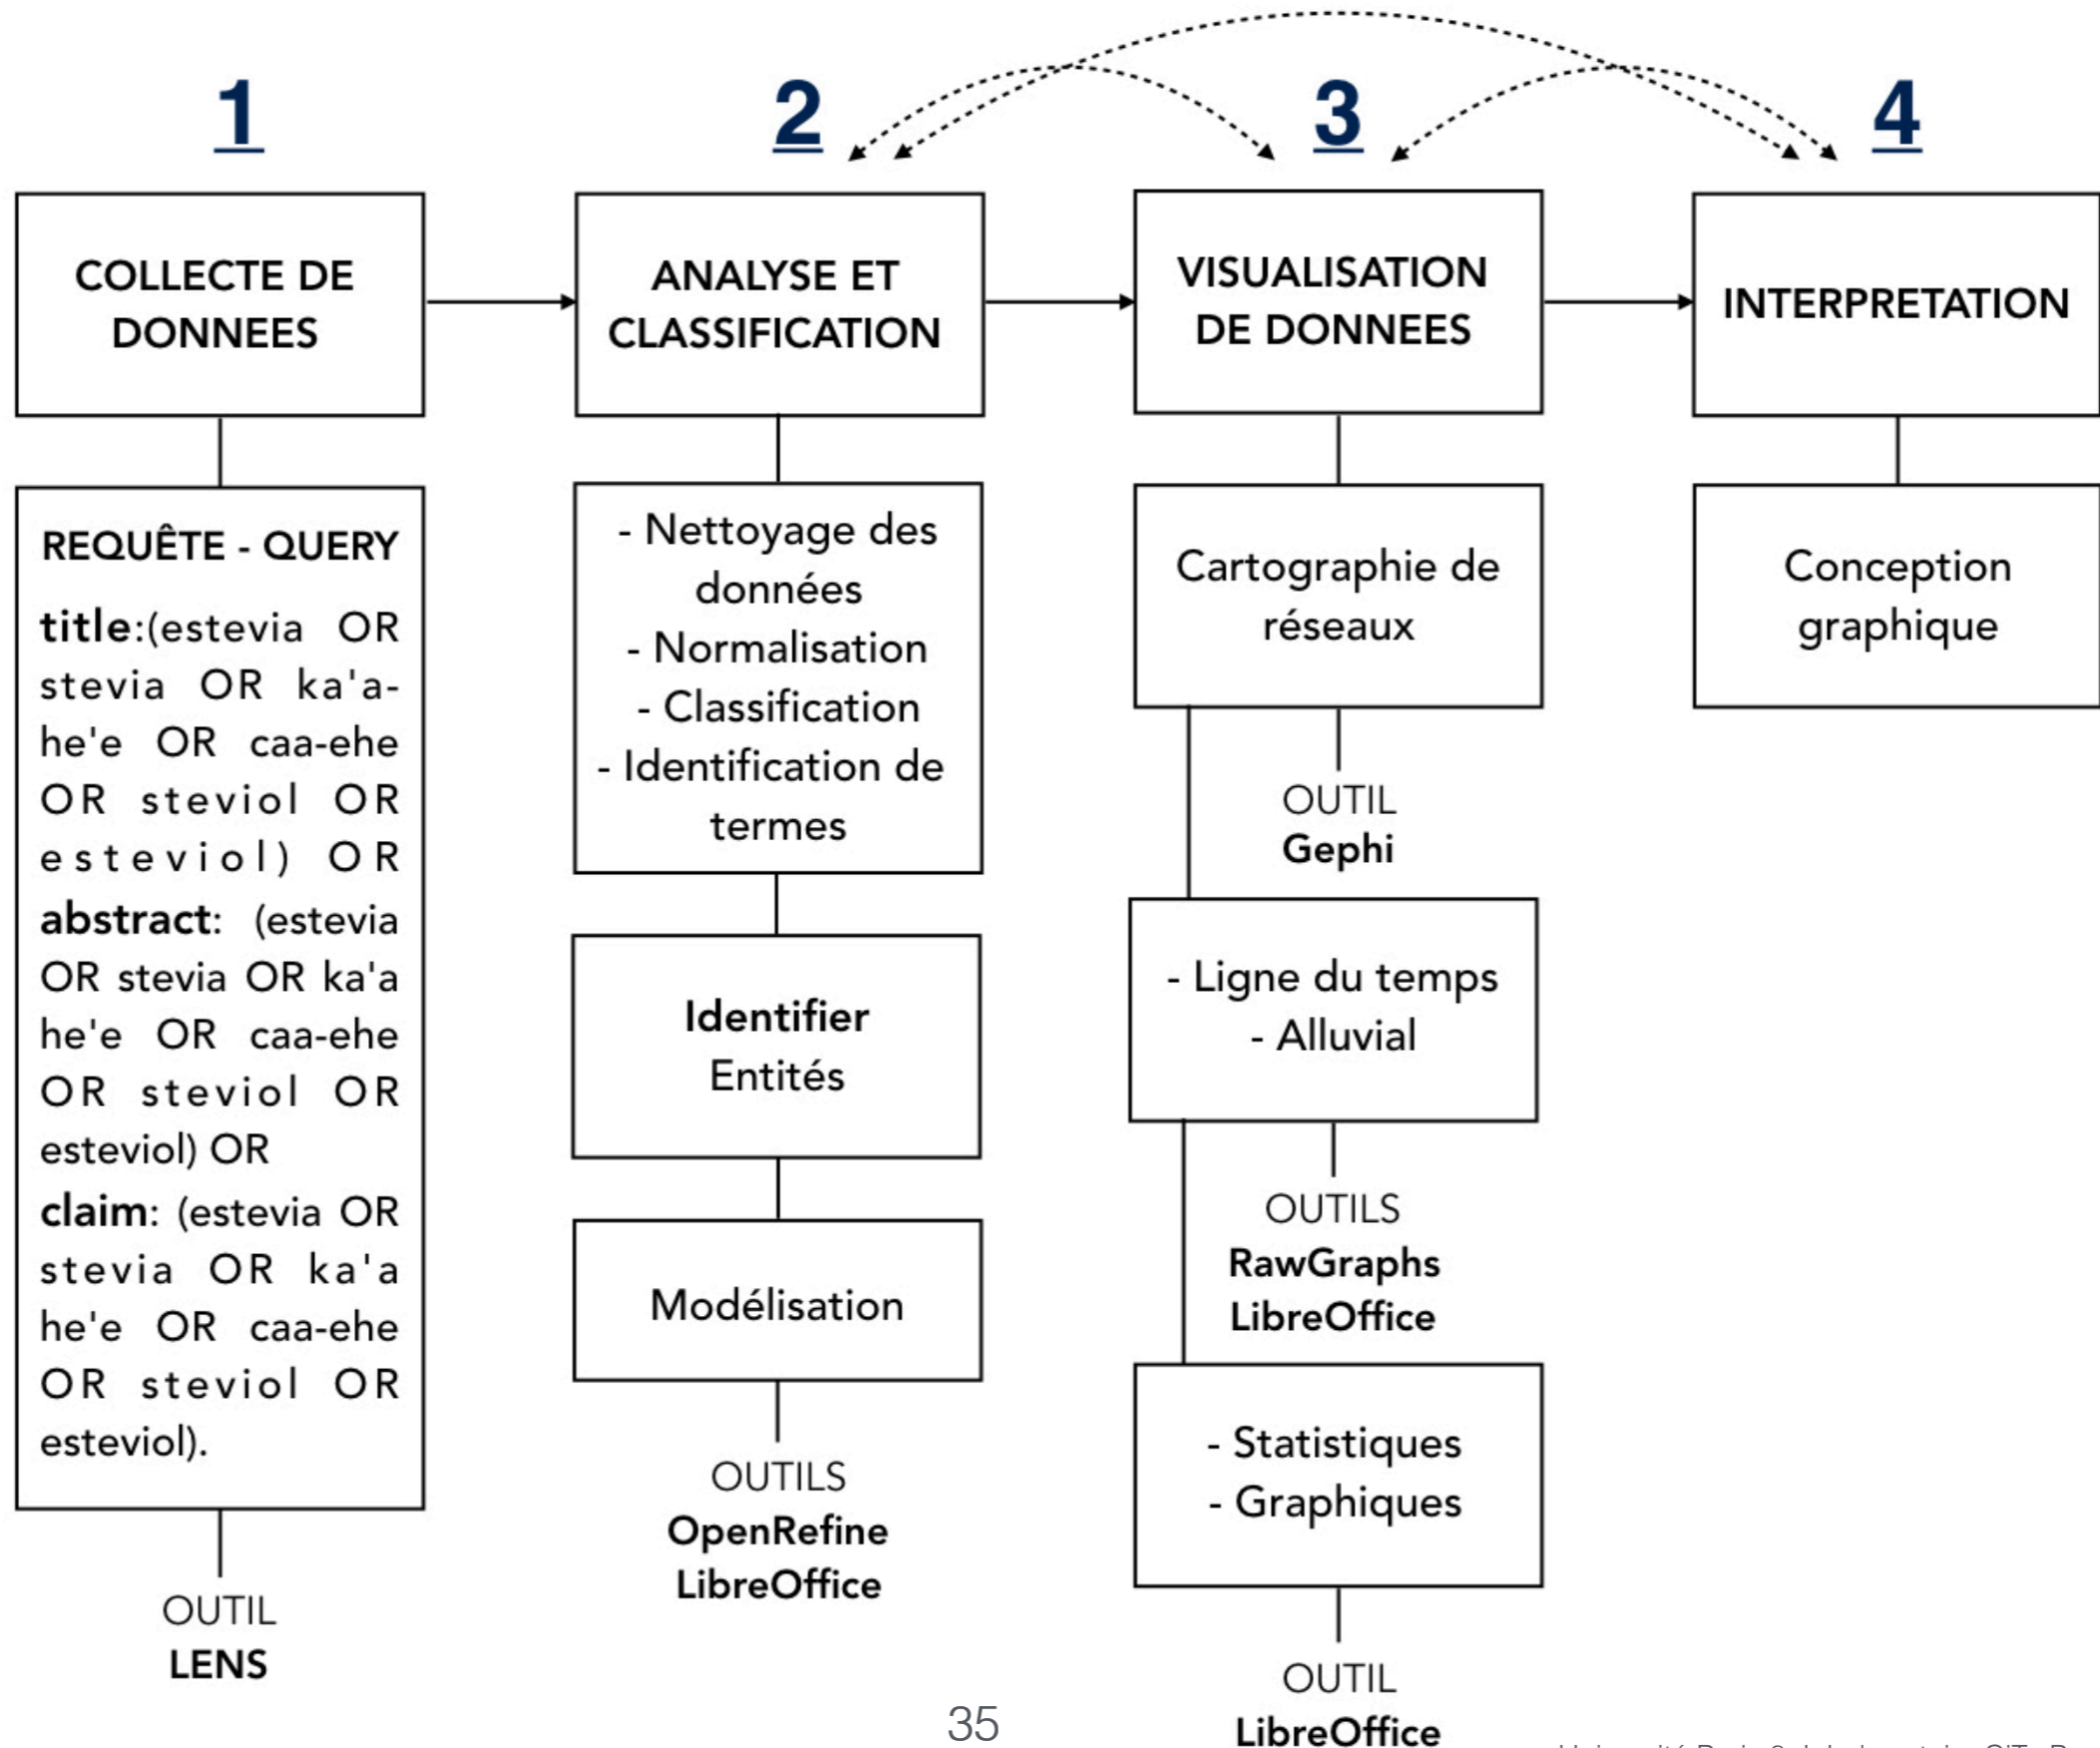 1
COLLECTE DE
DONNEES
REQUÊTE - QUERY
title:(estevia OR
stevia OR ka'a-
he'e OR caa-ehe
OR steviol OR
esteviol) OR
abstract: (estevia
OR stevia OR ka'a
he'e OR caa-ehe
OR steviol OR
esteviol) OR
claim: (estevia OR
stevia OR ka'a
he'e OR caa-ehe
OR steviol OR
esteviol).
OUTIL
LENS
2
ANALYSE ET
CLASSIFICATION
- Nettoyage des
données
- Normalisation
- Classification
- Identification de
termes
Identifier
Entités
Modélisation
OUTILS
OpenRefine
LibreOffice
3
VISUALISATION
DE DONNEES
Cartographie de
réseaux
OUTIL
Gephi
- Ligne du temps
- Alluvial
OUTILS
RawGraphs
LibreOffice
- Statistiques
- Graphiques
OUTIL
LibreOffice
4
INTERPRETATION
Conception
graphique
35